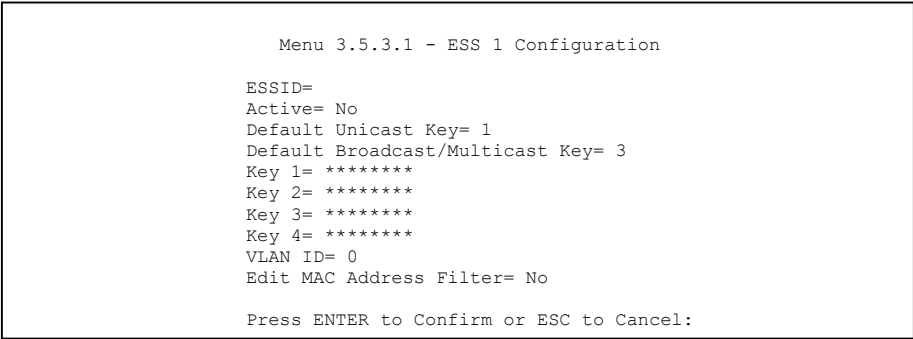 Menu 3.5.3.1 - ESS 1 Configuration
ESSID=
Active= No
Default Unicast Key= 1
Default Broadcast/Multicast Key= 3
Key 1= ********
Key 2= ********
Key 3= ********
Key 4= ********
VLAN ID= 0
Edit MAC Address Filter= No
Press ENTER to Confirm or ESC to Cancel: